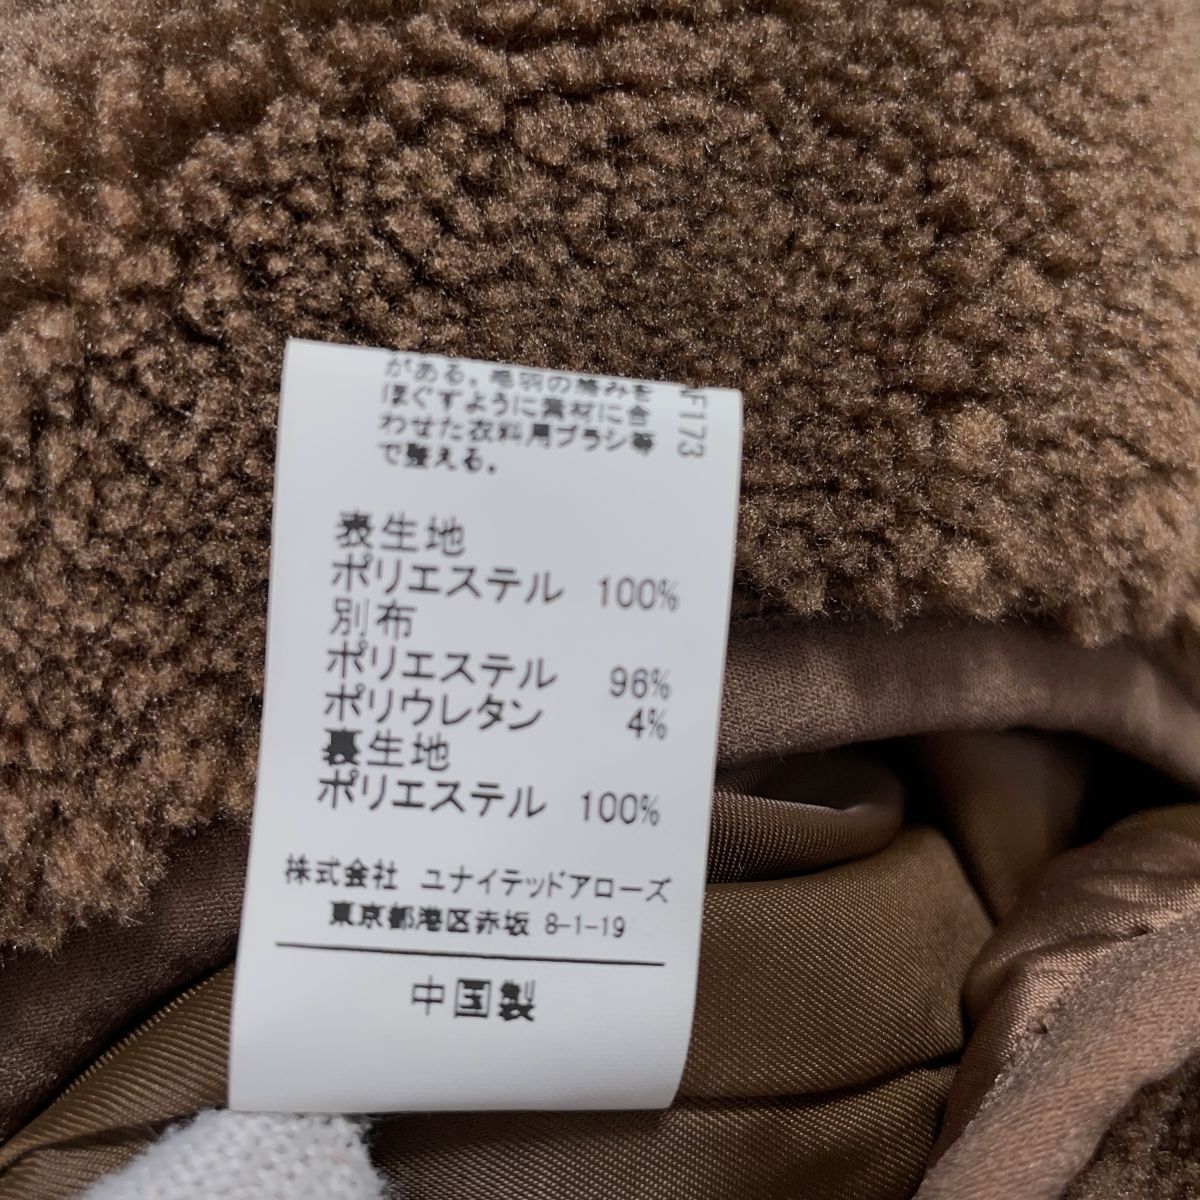 がある。毛羽の絡みを
ほぐすように素材に合
わせた衣料用ブラシ等
で整える。
F173
表生地
ポリエステル 100%
別布
ポリエステル 96%
ポリウレタン 4%
裏生地
ポリエステル 100%
株式会社 ユナイテッドアローズ
東京都港区赤坂 8-1-19
中国製